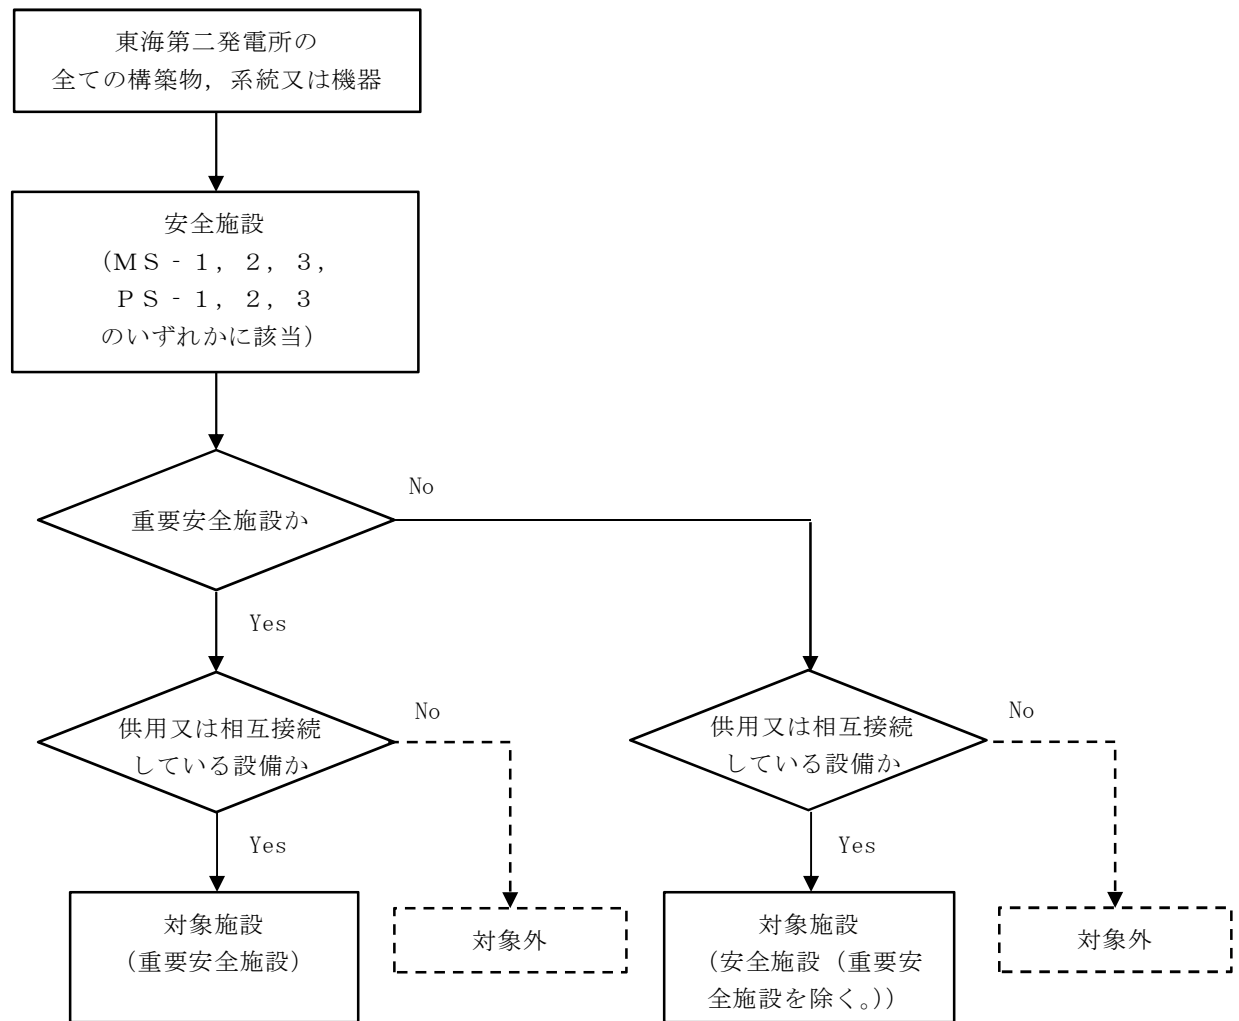 東海第二発電所の
全ての構築物，系統又は機器
安全施設
（ＭＳ‐１，２，３，
ＰＳ‐１，２，３
のいずれかに該当）
重要安全施設か
No
Yes
供用又は相互接続
している設備か
No
供用又は相互接続
している設備か
No
Yes
Yes
対象施設
（重要安全施設）
対象外
対象施設
（安全施設（重要安
全施設を除く。））
対象外